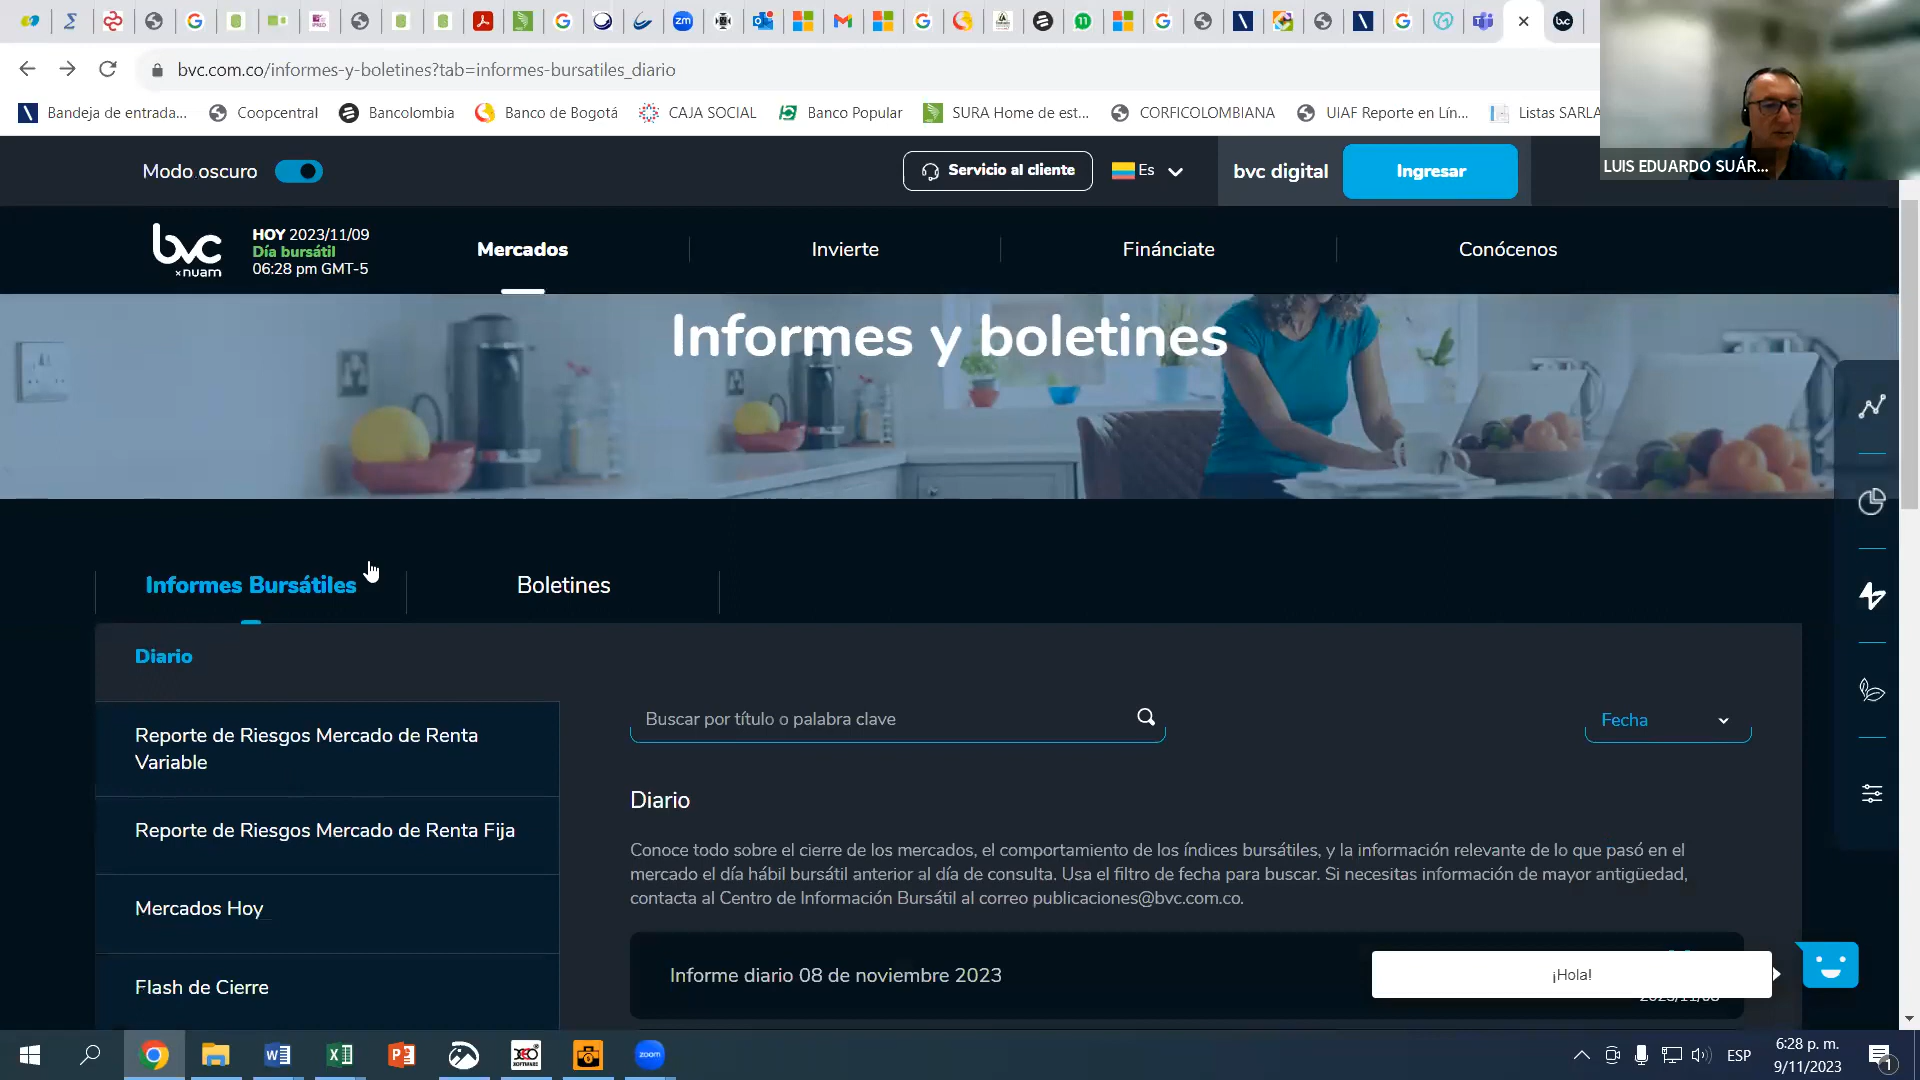 bvc.com.co/informes-y-boletines?tab=informes-bursatiles_diario
Bandeja de entrada...
Coopcentral
Bancolombia
Banco de Bogotá
CAJA SOCIAL
Banco Popular
SURA Home de est...
CORFICOLOMBIANA
UIAF Reporte en Lín...
Listas SARLA
LUIS EDUARDO SUÁR...
Modo oscuro
Servicio al cliente
Es
bvc digital
Ingresar
bvc
xnuam
HOY 2023/11/09
Día bursátil
06:28 pm GMT-5
Mercados
Invierte
Fináncíate
Conócenos
Informes y boletines
Informes Bursátiles
Boletines
Diario
Reporte de Riesgos Mercado de Renta
Variable
Reporte de Riesgos Mercado de Renta Fija
Mercados Hoy
Flash de Cierre
Buscar por título o palabra clave
Fecha
Diario
Conoce todo sobre el cierre de los mercados, el comportamiento de los índices bursátiles, y la información relevante de lo que pasó en el
mercado el día hábil bursátil anterior al día de consulta. Usa el filtro de fecha para buscar. Si necesitas información de mayor antigüedad,
contacta al Centro de Información Bursátil al correo publicaciones@bvc.com.co.
Informe diario 08 de noviembre 2023
¡Hola!
ESP
6:28 p. m.
9/11/2023
1
zoom